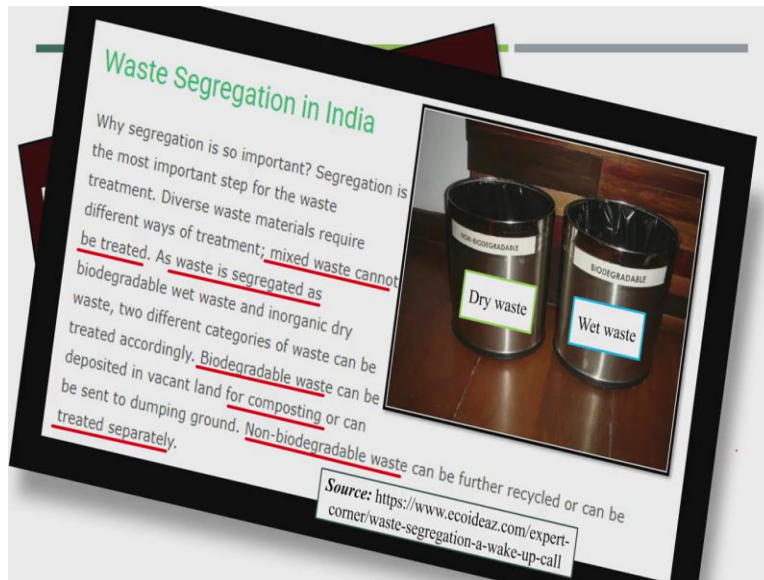 Waste Segregation in India
Why segregation is so important? Segregation is
the most important step for the waste
treatment. Diverse waste materials require
different ways of treatment; mixed waste cannot
be treated. As waste is segregated as
biodegradable wet waste and inorganic dry
waste, two different categories of waste can be
treated accordingly. Biodegradable waste can be
deposited in vacant land for composting or can
be sent to dumping ground. Non-biodegradable waste can be further recycled or can be
treated separately.
NON-BIODEGRADABLE
BIODEGRADABLE
Dry waste
Wet waste
Source: https://www.ecoideaz.com/expert-
corner/waste-segregation-a-wake-up-call